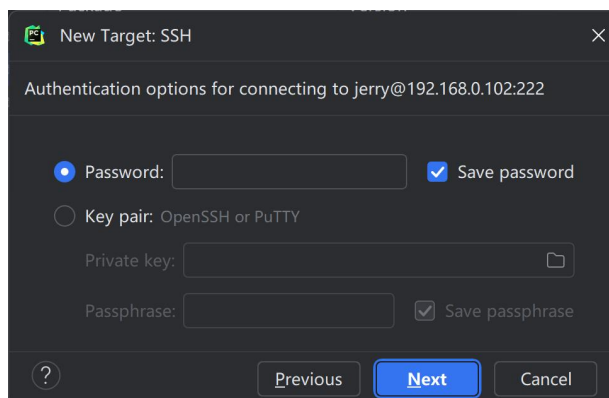 PC
New Target: SSH
Authentication options for connecting to jerry@192.168.0.102:222
Password:
Save password
Key pair: OpenSSH or PuTTY
Private key:
Passphrase:
Save passphrase
?
Previous
Next
Cancel